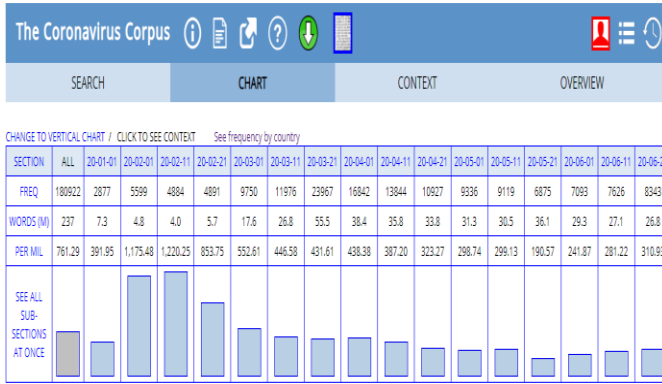 The Coronavirus Corpus
SEARCH CHART CONTEXT OVERVIEW
CHANGE TO VERTICAL CHART / CLICK TO SEE CONTEXT See frequency by country
SECTION ALL 20-01-01 20-02-01 20-02-11 20-02-21 20-03-01 20-03-11 20-03-21 20-04-01 20-04-11 20-04-21 20-05-01 20-05-11 20-05-21 20-06-01 20-06-11 20-06-2
FREQ 180922 2877 5599 4884 4891 9750 11976 23967 16842 13844 10927 9336 9119 6875 7093 7626 8343
WORDS (M) 237 7.3 4.8 4.0 5.7 17.6 26.8 55.5 38.4 35.8 33.8 31.3 30.5 36.1 29.3 27.1 26.8
PER MIL 761.29 391.95 1,175.48 1,220.25 853.75 552.61 446.58 431.61 438.38 387.20 323.27 298.74 299.13 190.57 241.87 281.22 310.93
SEE ALL
SUB-
SECTIONS
AT ONCE